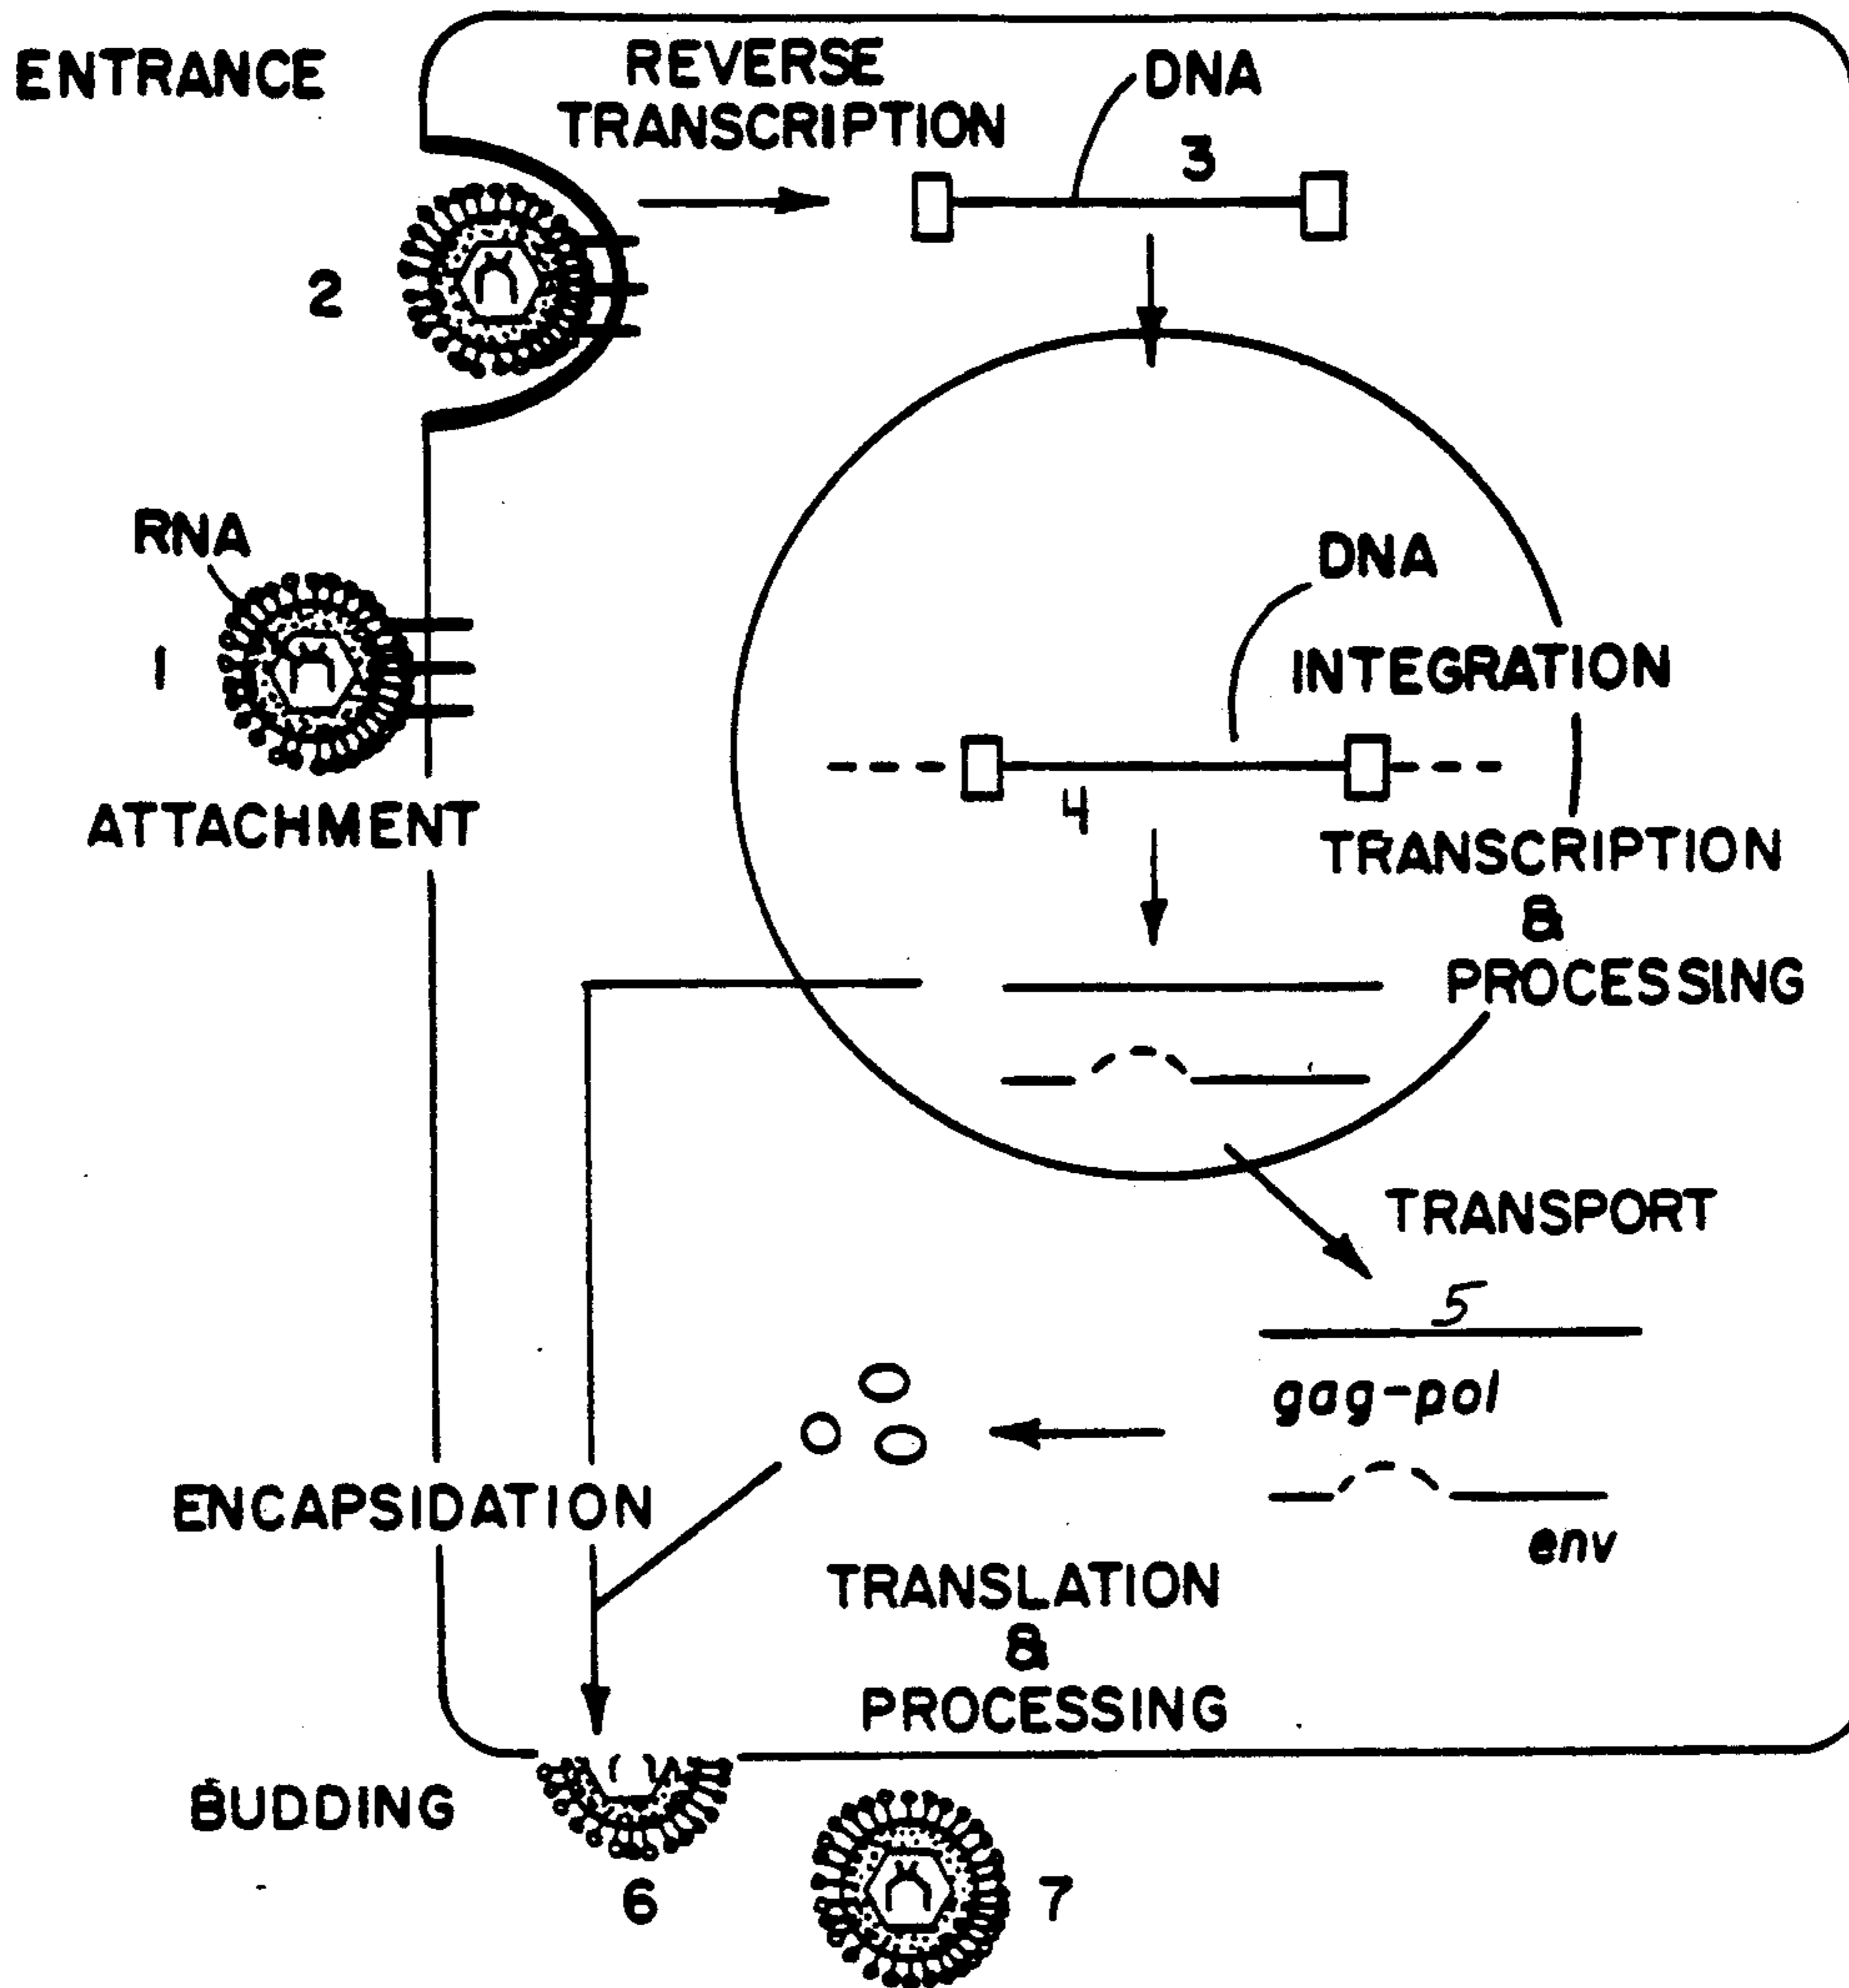 ENTRANCE
REVERSE
TRANSCRIPTION
DNA
3
2
RNA
1
ATTACHMENT
DNA
INTEGRATION
4
TRANSCRIPTION
&
PROCESSING
TRANSPORT
5
gag-pol
env
ENCAPSIDATION
TRANSLATION
&
PROCESSING
BUDDING
6
7